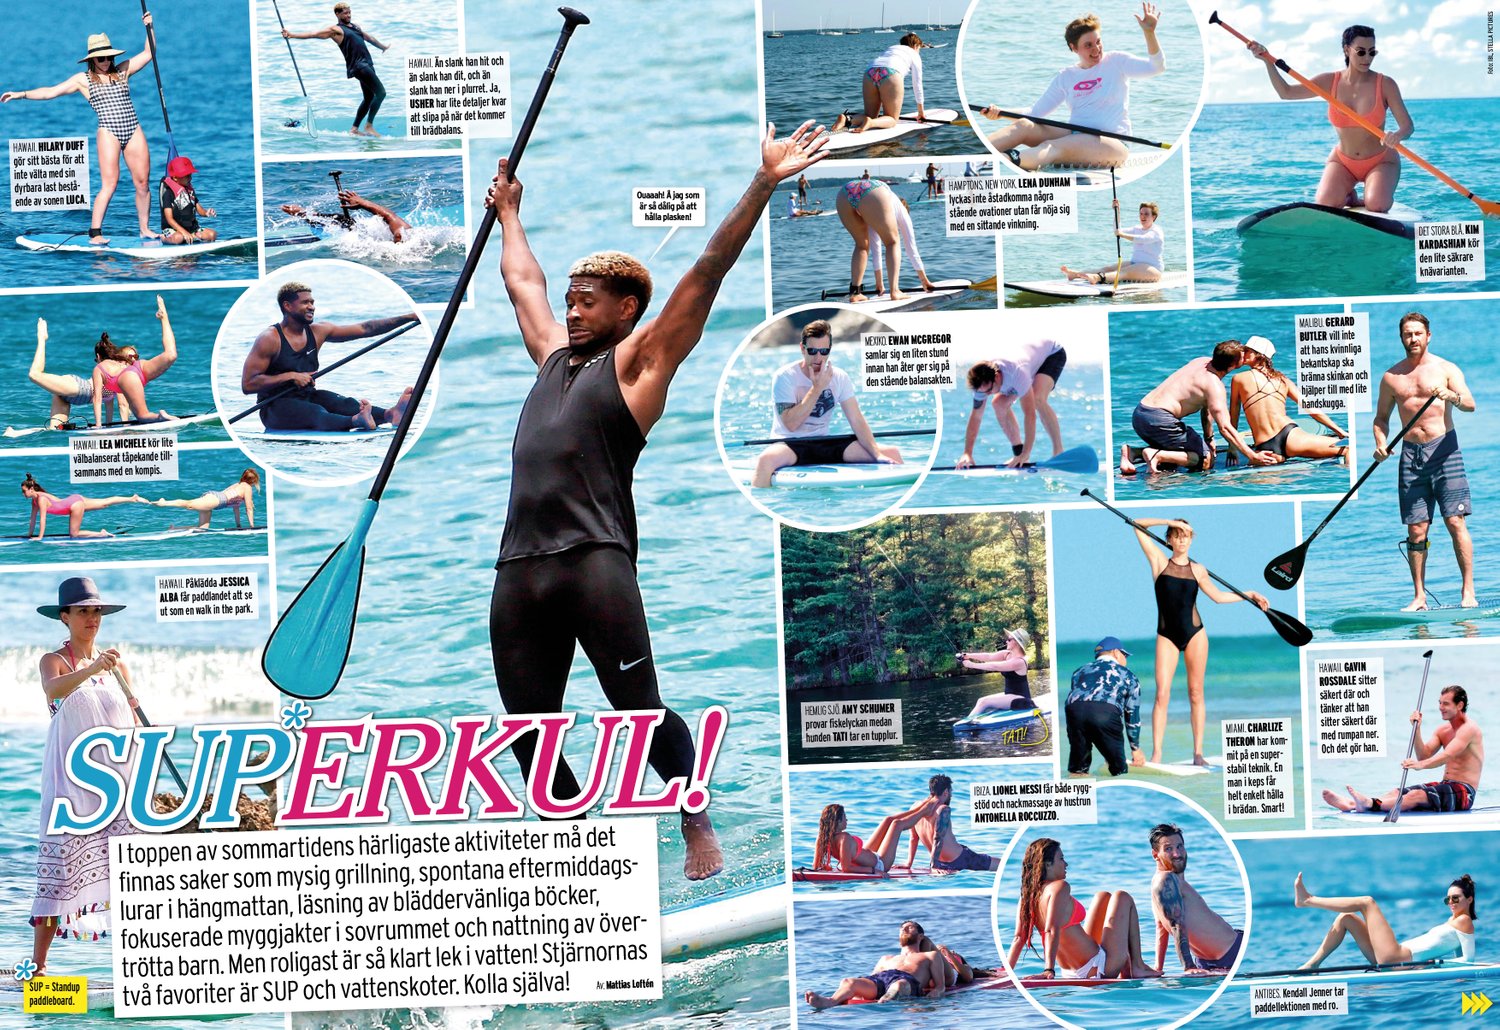 HAWAII. HILARY DUFF
gör sitt bästa för att
inte välta med sin
dyrbara last bestå-
ende av sonen LUCA.
HAWAII. Än slank han hit och
än slank han dit, och än
slank han ner i plurret. Ja,
USHER har lite detaljer kvar
att slipa på när det kommer
till brädbalans.
Ouaaah! Å jag som
är så dålig på att
hålla plasken!
HAWAII. LEA MICHELE kör lite
välbalanserat tåpekande till-
sammans med en kompis.
HAWAII. Påklädda JESSICA
ALBA får paddlandet att se
ut som en walk in the park.
SUP*ERKUL!
I toppen av sommartidens härligaste aktiviteter må det
finnas saker som mysig grillning, spontana eftermiddags-
lurar i hängmattan, läsning av bläddervänliga böcker,
fokuserade myggjakter i sovrummet och nattning av över-
trötta barn. Men roligast är så klart lek i vatten! Stjärnornas
två favoriter är SUP och vattenskoter. Kolla själva!
Av Mattias Loftén
*
SUP = Standup
paddleboard.
Foto: IBL, STELLA PICTURES
HAMPTONS, NEW YORK. LENA DUNHAM
lyckas inte åstadkomma några
stående ovationer utan får nöja sig
med en sittande vinkning.
DET STORA BLÅ. KIM
KARDASHIAN kör
den lite säkrare
knävarianten.
MEXIKO. EWAN MCGREGOR
samlar sig en liten stund
innan han åter ger sig på
den stående balansakten.
MALIBU. GERARD
BUTLER vill inte
att hans kvinnliga
bekantskap ska
bränna skinkan och
hjälper till med lite
handskugga.
Laird
HEMLIG SJÖ. AMY SCHUMER
provar fiskelyckan medan
hunden TATI tar en tupplur.
TATI!
MIAMI. CHARLIZE
THERON har kom-
mit på en super-
stabil teknik. En
man i keps får
helt enkelt hålla
i brädan. Smart!
HAWAII. GAVIN
ROSSDALE sitter
säkert där och
tänker att han
sitter säkert där
med rumpan ner.
Och det gör han.
IBIZA. LIONEL MESSI får både rygg-
stöd och nackmassage av hustrun
ANTONELLA ROCCUZZO.
ANTIBES. Kendall Jenner tar
paddellektionen med ro.